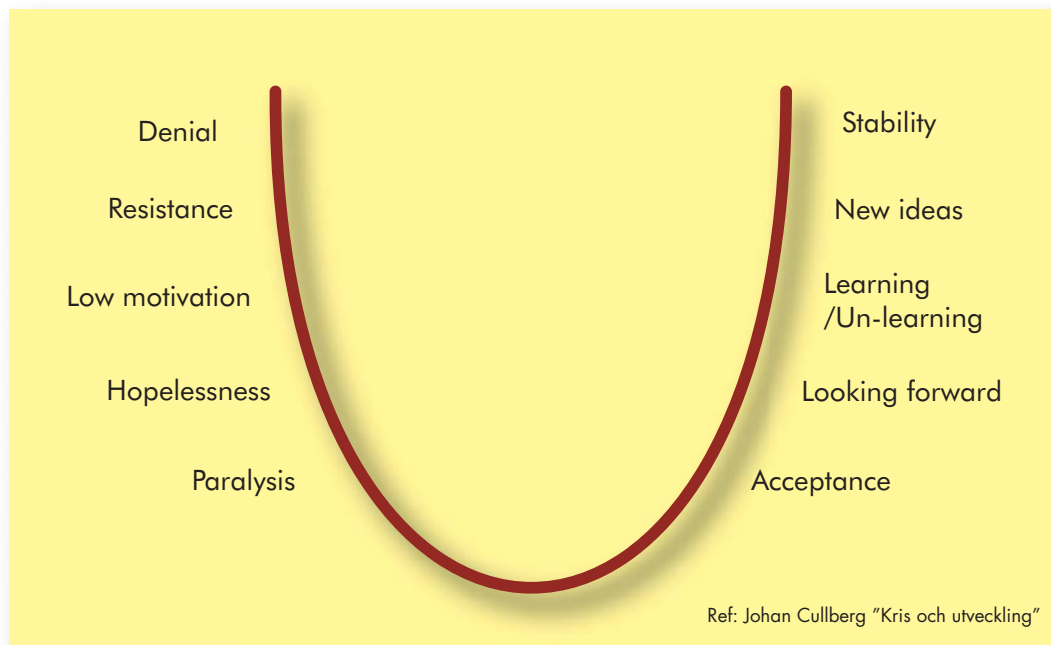 Denial
Resistance
Low motivation
Hopelessness
Paralysis
Stability
New ideas
Learning
/Un-learning
Looking forward
Acceptance
Ref: Johan Cullberg ”Kris och utveckling”